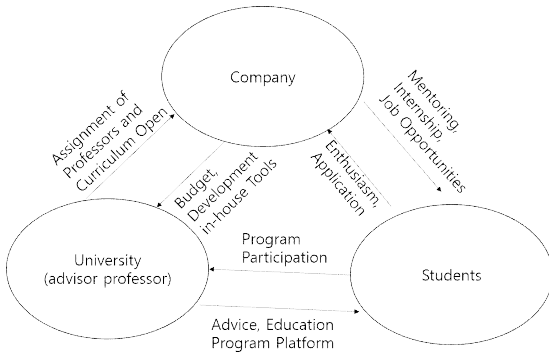 Company
Assignment of
Professors and
Curriculum Open
Mentoring,
Internship,
Job Opportunities
Budget,
Development
in-house Tools
Enthusiasm,
Application
University
(advisor professor)
Program
Participation
Students
Advice, Education
Program Platform